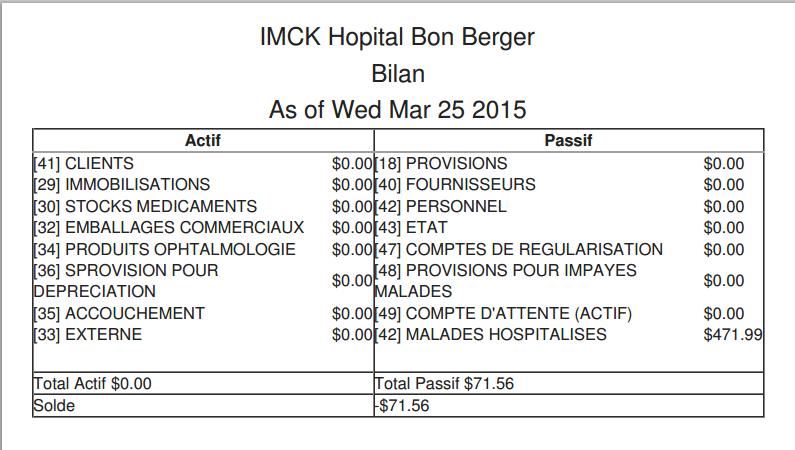 IMCK Hopital Bon Berger
Bilan
As of Wed Mar 25 2015
Actif Passif
[41] CLIENTS $0.00 [18] PROVISIONS $0.00
[29] IMMOBILISATIONS $0.00 [40] FOURNISSEURS $0.00
[30] STOCKS MEDICAMENTS $0.00 [42] PERSONNEL $0.00
[32] EMBALLAGES COMMERCIAUX $0.00 [43] ETAT $0.00
[34] PRODUITS OPHTALMOLOGIE $0.00 [47] COMPTES DE REGULARISATION $0.00
[36] SPROVISION POUR
DEPRECIATION $0.00 [48] PROVISIONS POUR IMPAYES
MALADES $0.00
[35] ACCOUCHEMENT $0.00 [49] COMPTE D'ATTENTE (ACTIF) $0.00
[33] EXTERNE $0.00 [42] MALADES HOSPITALISES $471.99
Total Actif $0.00 Total Passif $71.56
Solde -$71.56